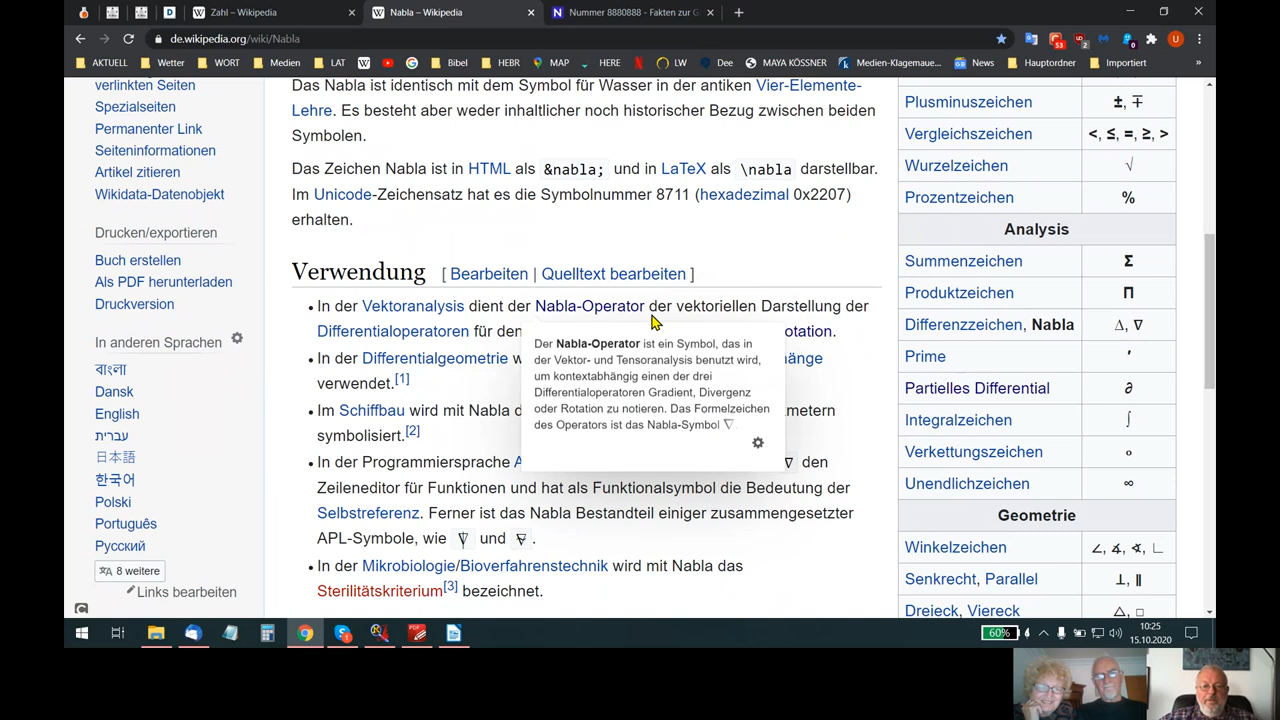 Zahl – Wikipedia
Nabla – Wikipedia
Nummer 8880888 - Fakten zur G
de.wikipedia.org/wiki/Nabla
53
2
0
U
AKTUELL Wetter WORT Medien LAT Bibel HEBR MAP HERE LW Dee MAYA KÖSSNER Medien-Klagemaue... News Hauptordner Importiert »
verlinkten Seiten
Spezialseiten
Permanenter Link
Seiteninformationen
Artikel zitieren
Wikidata-Datenobjekt
Drucken/exportieren
Buch erstellen
Als PDF herunterladen
Druckversion
In anderen Sprachen
বাংলা
Dansk
English
עברית
日本語
한국어
Polski
Português
Русский
8 weitere
Links bearbeiten
Das Nabla ist identisch mit dem Symbol für Wasser in der antiken Vier-Elemente-
Lehre. Es besteht aber weder inhaltlicher noch historischer Bezug zwischen beiden
Symbolen.
Das Zeichen Nabla ist in HTML als &nabla; und in LaTeX als \nabla darstellbar.
Im Unicode-Zeichensatz hat es die Symbolnummer 8711 (hexadezimal 0x2207)
erhalten.
Verwendung [ Bearbeiten | Quelltext bearbeiten ]
• In der Vektoranalysis dient der Nabla-Operator der vektoriellen Darstellung der
Differentialoperatoren für den otation.
• In der Differentialgeometrie w hänge
verwendet.[1]
• Im Schiffbau wird mit Nabla d ametern
symbolisiert.[2]
• In der Programmiersprache A ∇ den
Zeileneditor für Funktionen und hat als Funktionalsymbol die Bedeutung der
Selbstreferenz. Ferner ist das Nabla Bestandteil einiger zusammengesetzter
APL-Symbole, wie ⍒ und ⍫.
• In der Mikrobiologie/Bioverfahrenstechnik wird mit Nabla das
Sterilitätskriterium[3] bezeichnet.
Der Nabla-Operator ist ein Symbol, das in
der Vektor- und Tensoranalysis benutzt wird,
um kontextabhängig einen der drei
Differentialoperatoren Gradient, Divergenz
oder Rotation zu notieren. Das Formelzeichen
des Operators ist das Nabla-Symbol ∇
Plusminuszeichen ±, ∓
Vergleichszeichen <, ≤, =, ≥, >
Wurzelzeichen √
Prozentzeichen %
Analysis
Summenzeichen Σ
Produktzeichen Π
Differenzzeichen, Nabla ∆, ∇
Prime ′
Partielles Differential ∂
Integralzeichen ∫
Verkettungszeichen ∘
Unendlichzeichen ∞
Geometrie
Winkelzeichen ∠, ∡, ∢, ∟
Senkrecht, Parallel ⊥, ∥
Dreieck, Viereck △, □
60%
10:25
15.10.2020